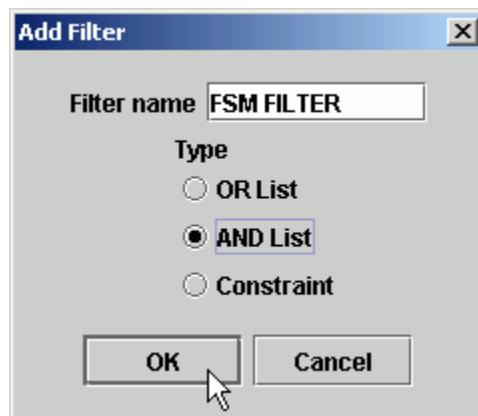 Add Filter
Filter name FSM FILTER
Type
OR List
AND List
Constraint
OK Cancel